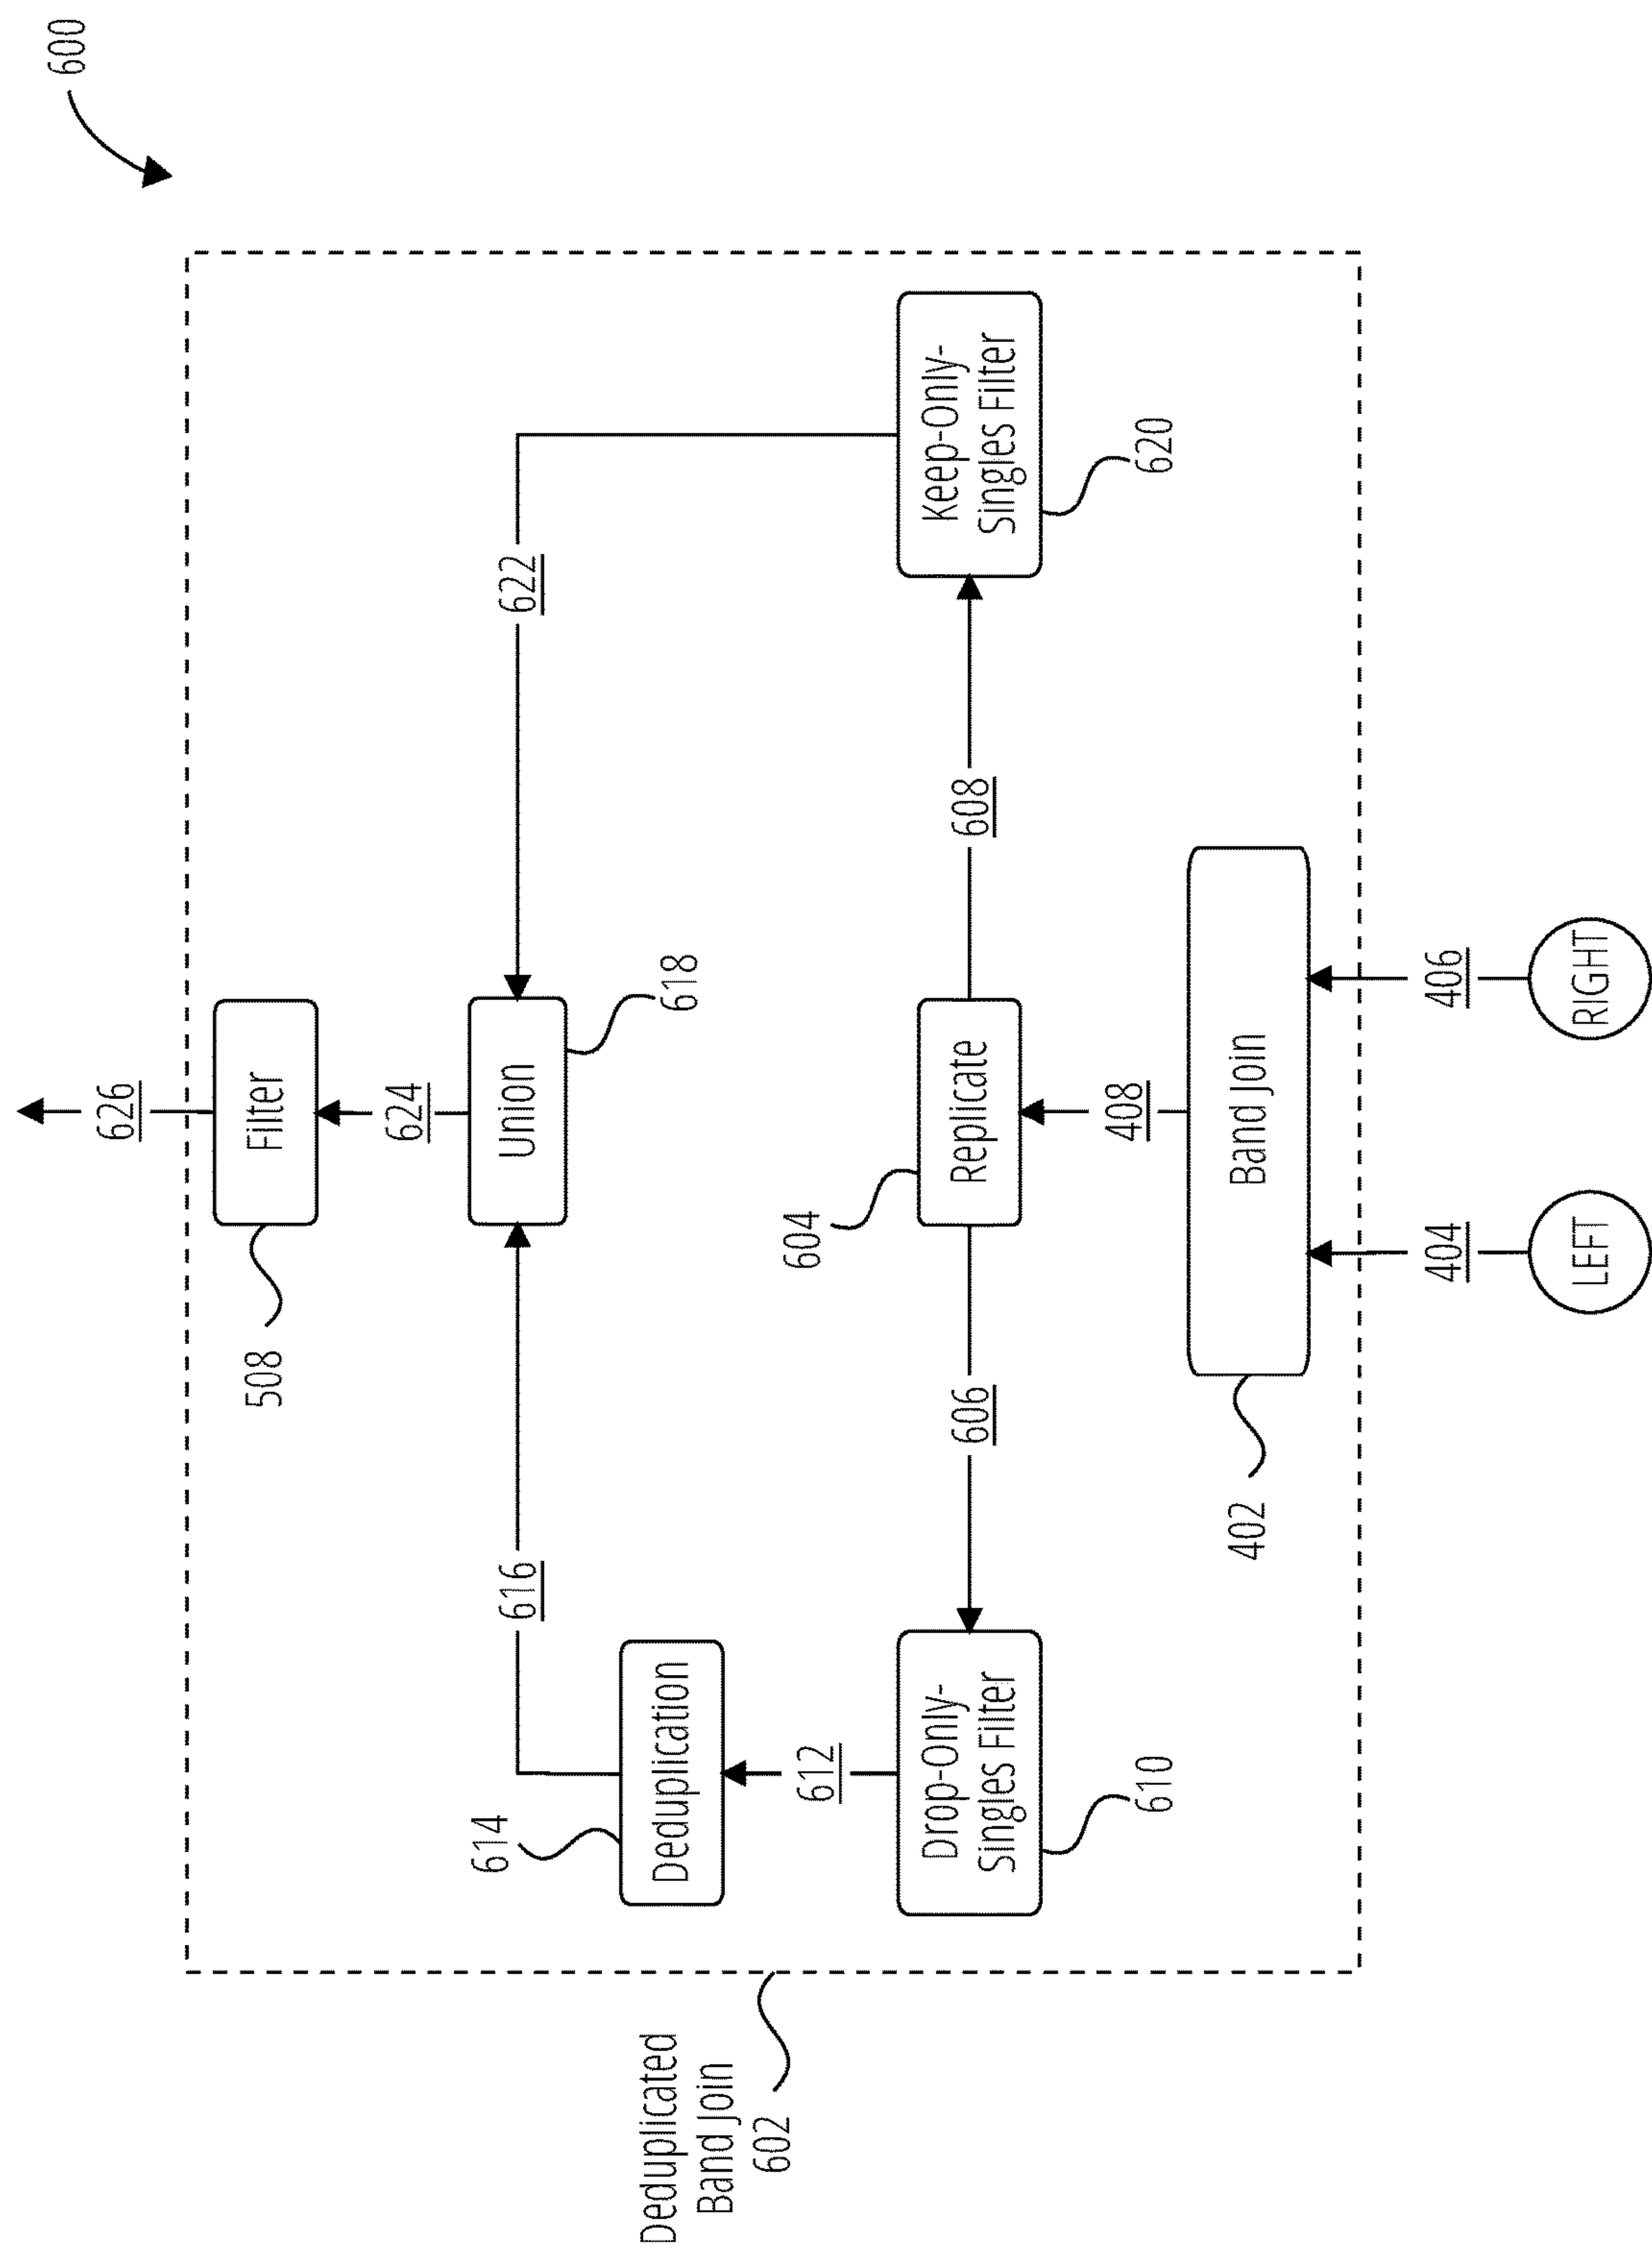 600
626
Filter
508
624
Union
618
616
622
Deduplicated
Band Join
602
614
Deduplication
612
604
Replicate
606
608
Drop-Only-
Singles Filter
610
Keep-Only-
Singles Filter
620
408
Band Join
402
404
406
LEFT
RIGHT